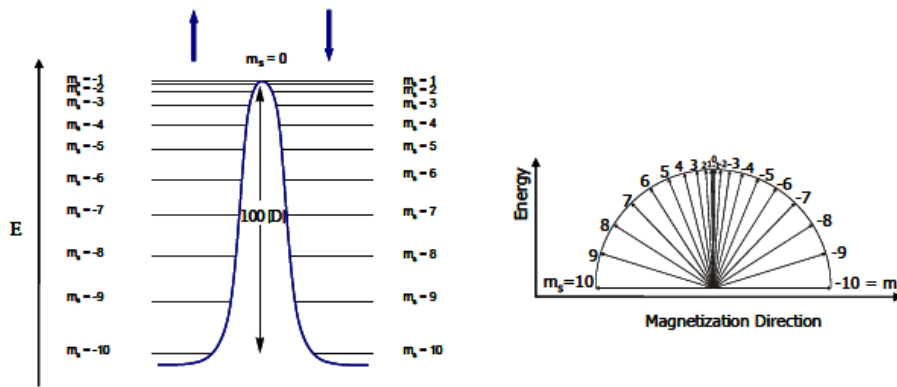 m_s = 0
m_s = -1
m_s = -2
m_s = -3
m_s = -4
m_s = -5
m_s = -6
m_s = -7
m_s = -8
m_s = -9
m_s = -10
E
100 |D|
m_s = 1
m_s = 2
m_s = 3
m_s = 4
m_s = 5
m_s = 6
m_s = 7
m_s = 8
m_s = 9
m_s = 10
Energy
m_s=10
9
8
7
6
5
4
3
2
1
0
-2
-3
-4
-5
-6
-7
-8
-9
-10 = m
Magnetization Direction